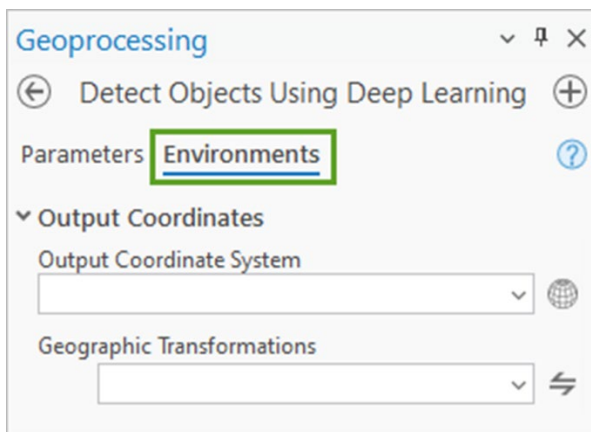 Geoprocessing
Detect Objects Using Deep Learning
Parameters Environments
Output Coordinates
Output Coordinate System
Geographic Transformations